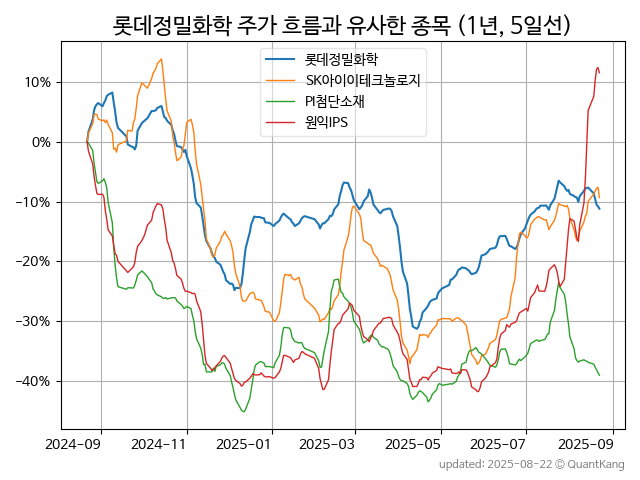 롯데정밀화학 주가 흐름과 유사한 종목 (1년, 5일선)
롯데정밀화학
SK아이이테크놀로지
PI첨단소재
원익IPS
10%
0%
−10%
−20%
−30%
−40%
2024-09 2024-11 2025-01 2025-03 2025-05 2025-07 2025-09
updated: 2025-08-22 © QuantKang